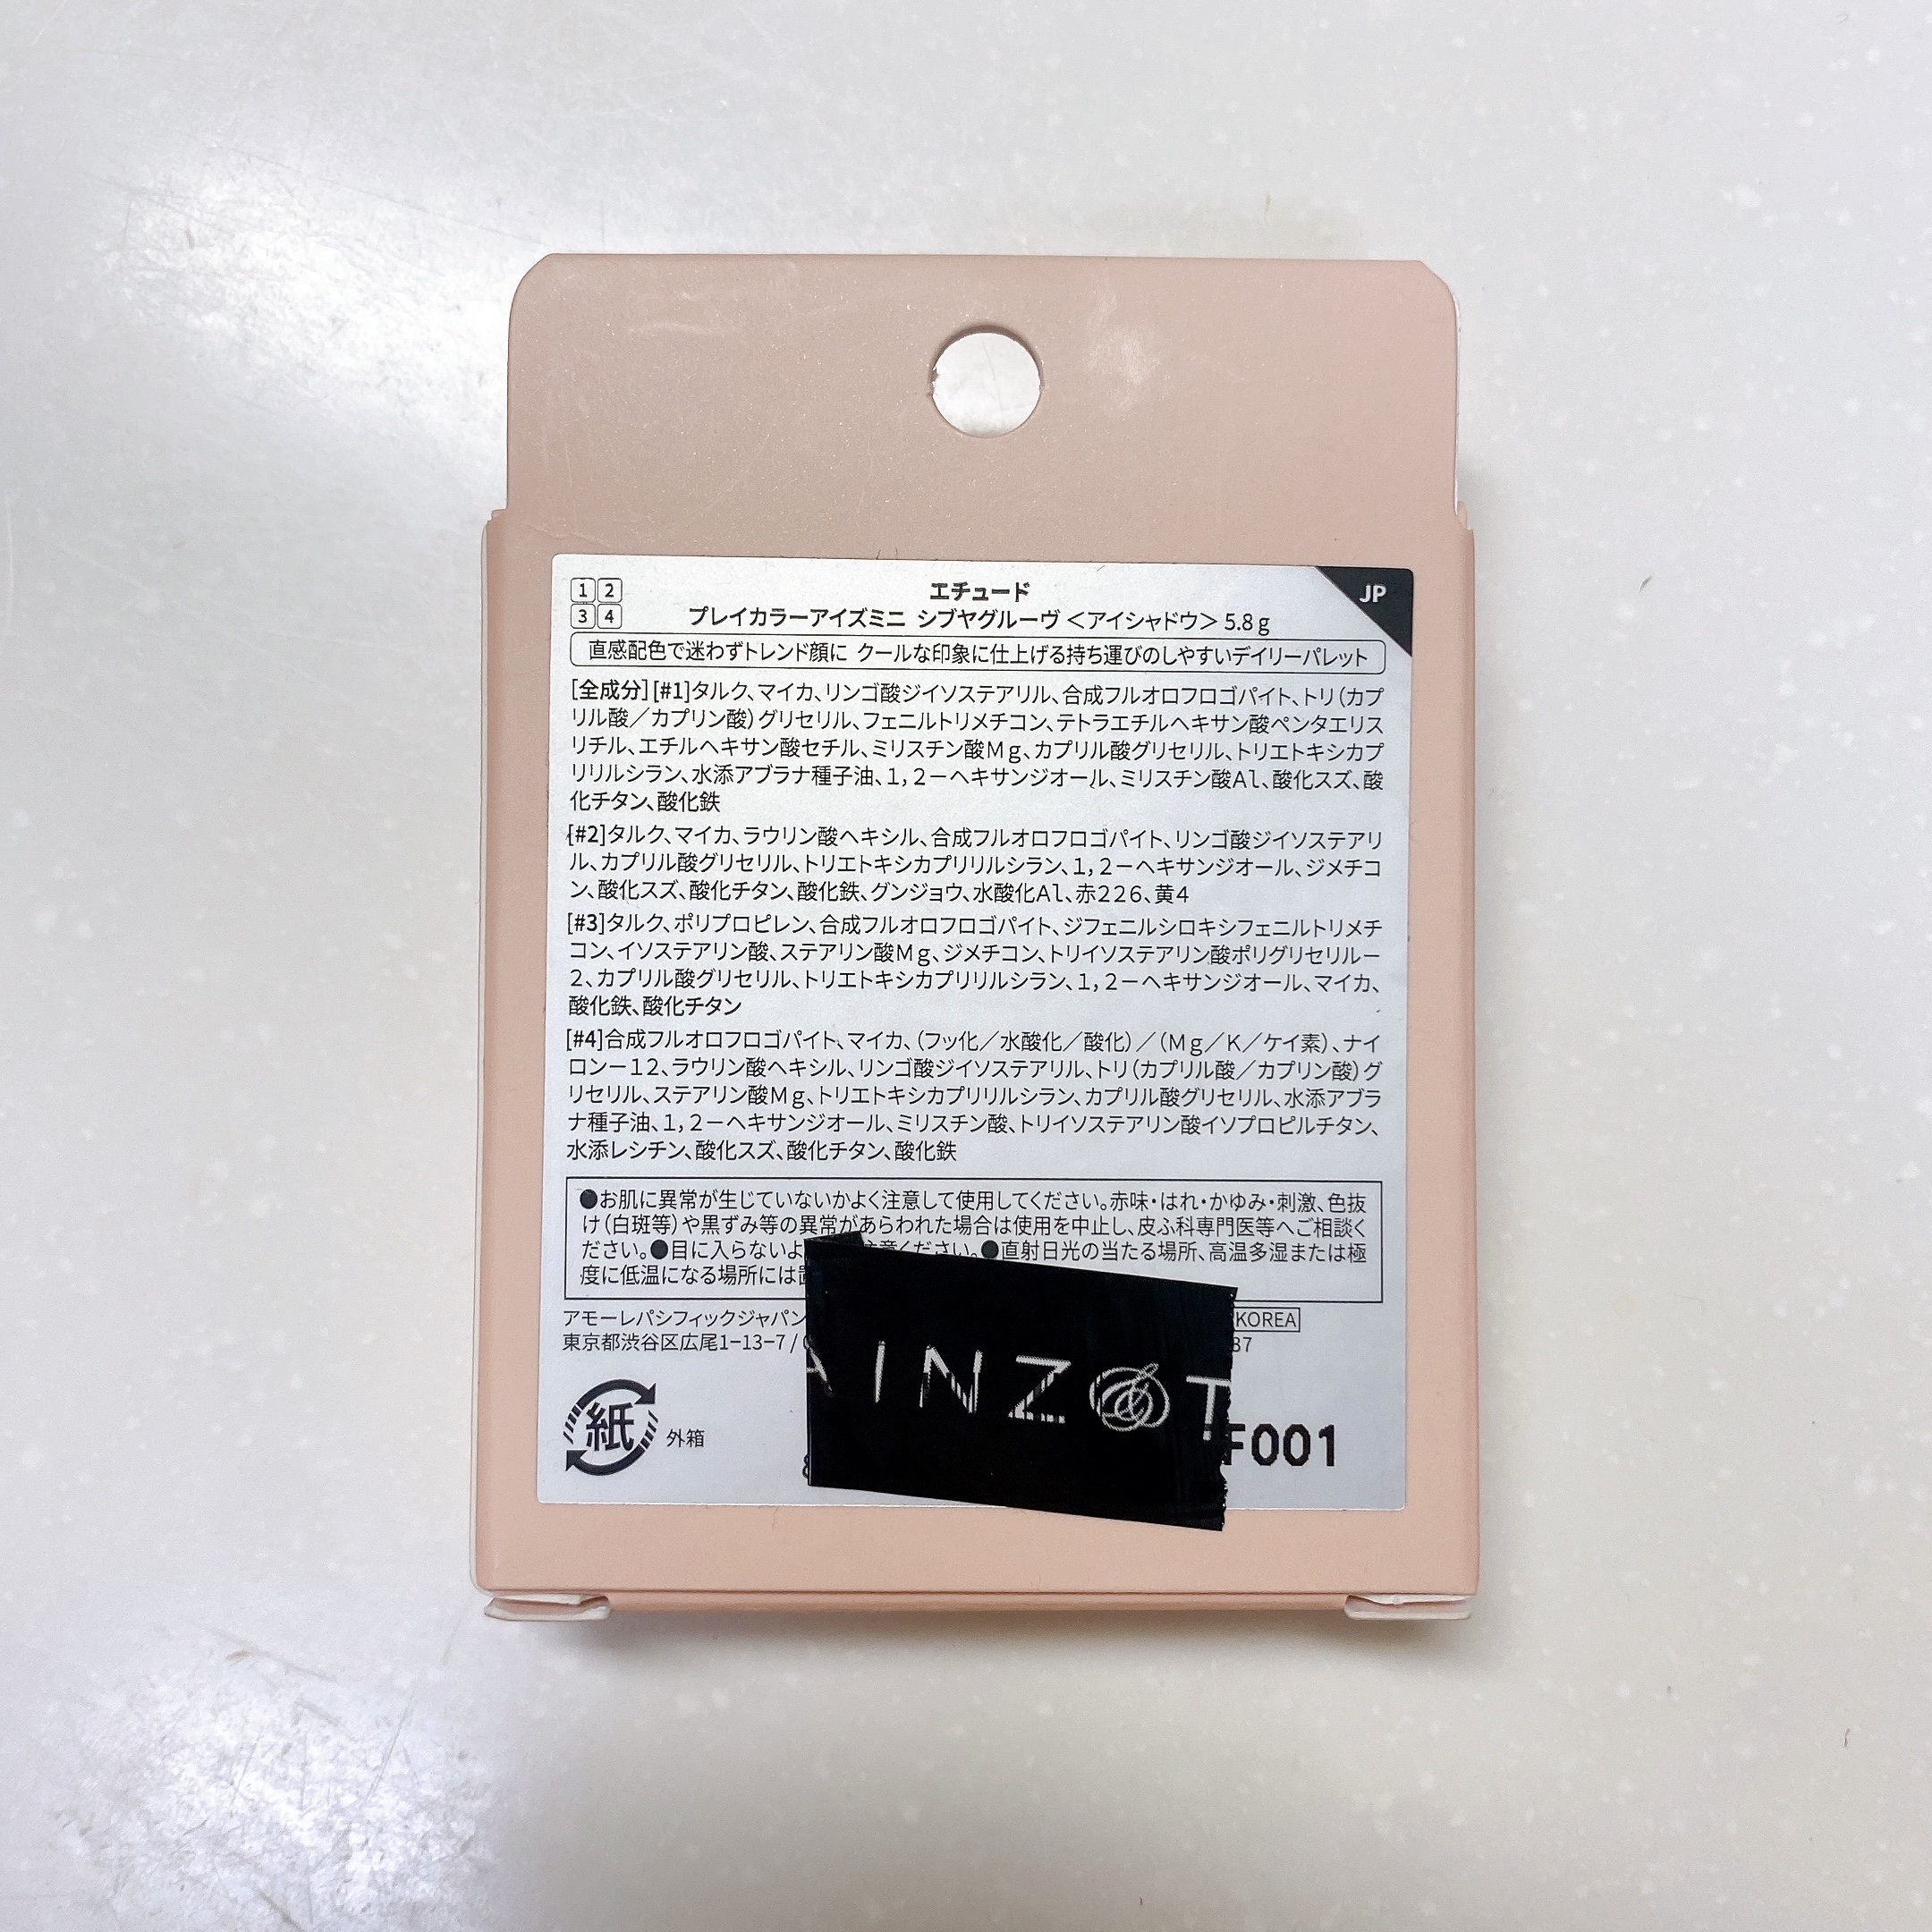 1 2
3 4
エチュード
JP
プレイカラーアイズミニ シブヤグルーヴ <アイシャドウ> 5.8g
直感配色で迷わずトレンド顔に クールな印象に仕上げる持ち運びのしやすいデイリーパレット
[全成分][#1]タルク、マイカ、リンゴ酸ジイソステアリル、合成フルオロフロゴパイト、トリ(カプ
リル酸/カプリン酸)グリセリル、フェニルトリメチコン、テトラエチルヘキサン酸ペンタエリス
リチル、エチルヘキサン酸セチル、ミリスチン酸Mg、カプリル酸グリセリル、トリエトキシカプ
リリルシラン、水添アブラナ種子油、1,2-ヘキサンジオール、ミリスチン酸Al、酸化スズ、酸
化チタン、酸化鉄
[#2]タルク、マイカ、ラウリン酸ヘキシル、合成フルオロフロゴパイト、リンゴ酸ジイソステアリ
ル、カプリル酸グリセリル、トリエトキシカプリリルシラン、1,2-ヘキサンジオール、ジメチコ
ン、酸化スズ、酸化チタン、酸化鉄、グンジョウ、水酸化Al、赤226、黄4
[#3]タルク、ポリプロピレン、合成フルオロフロゴパイト、ジフェニルシロキシフェニルトリメチ
コン、イソステアリン酸、ステアリン酸Mg、ジメチコン、トリイソステアリン酸ポリグリセリル-
2、カプリル酸グリセリル、トリエトキシカプリリルシラン、1,2-ヘキサンジオール、マイカ、
酸化鉄、酸化チタン
[#4]合成フルオロフロゴパイト、マイカ、(フッ化/水酸化/酸化)/(Mg/K/ケイ素)、ナイ
ロン-12、ラウリン酸ヘキシル、リンゴ酸ジイソステアリル、トリ(カプリル酸/カプリン酸)グ
リセリル、ステアリン酸Mg、トリエトキシカプリリルシラン、カプリル酸グリセリル、水添アブラ
ナ種子油、1,2-ヘキサンジオール、ミリスチン酸、トリイソステアリン酸イソプロピルチタン、
水添レシチン、酸化スズ、酸化チタン、酸化鉄
●お肌に異常が生じていないかよく注意して使用してください。赤味・はれ・かゆみ・刺激、色抜
け(白斑等)や黒ずみ等の異常があらわれた場合は使用を中止し、皮ふ科専門医等へご相談く
ださい。●目に入らないよ 注意ください。●直射日光の当たる場所、高温多湿または極
度に低温になる場所には
アモーレパシフィックジャパン KOREA
東京都渋谷区広尾1-13-7 / 37
AINZ&T
紙 外箱
F001